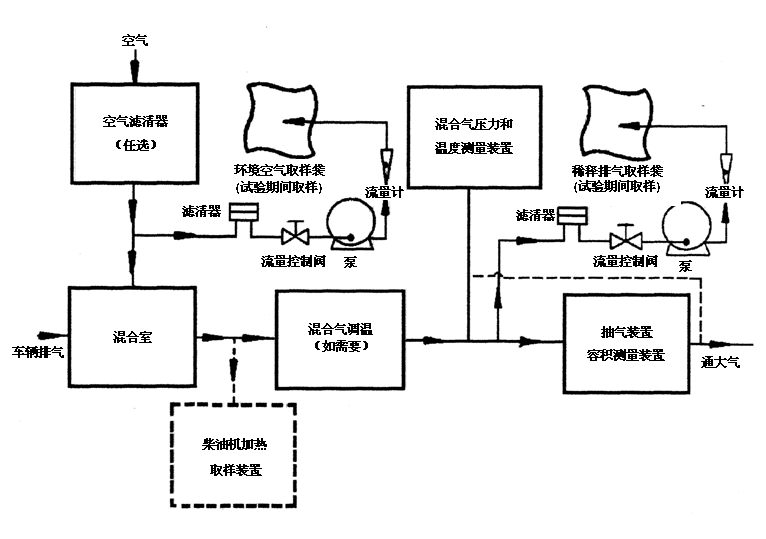 空气
空气滤清器
（任选）
环境空气取样袋
(试验期间取样)
流量计
滤清器
流量控制阀
泵
混合气压力和
温度测量装置
稀释排气取样袋
(试验期间取样)
流量计
滤清器
流量控制阀
泵
车辆排气
混合室
混合气调温
（如需要）
抽气装置
容积测量装置
通大气
柴油机加热
取样装置